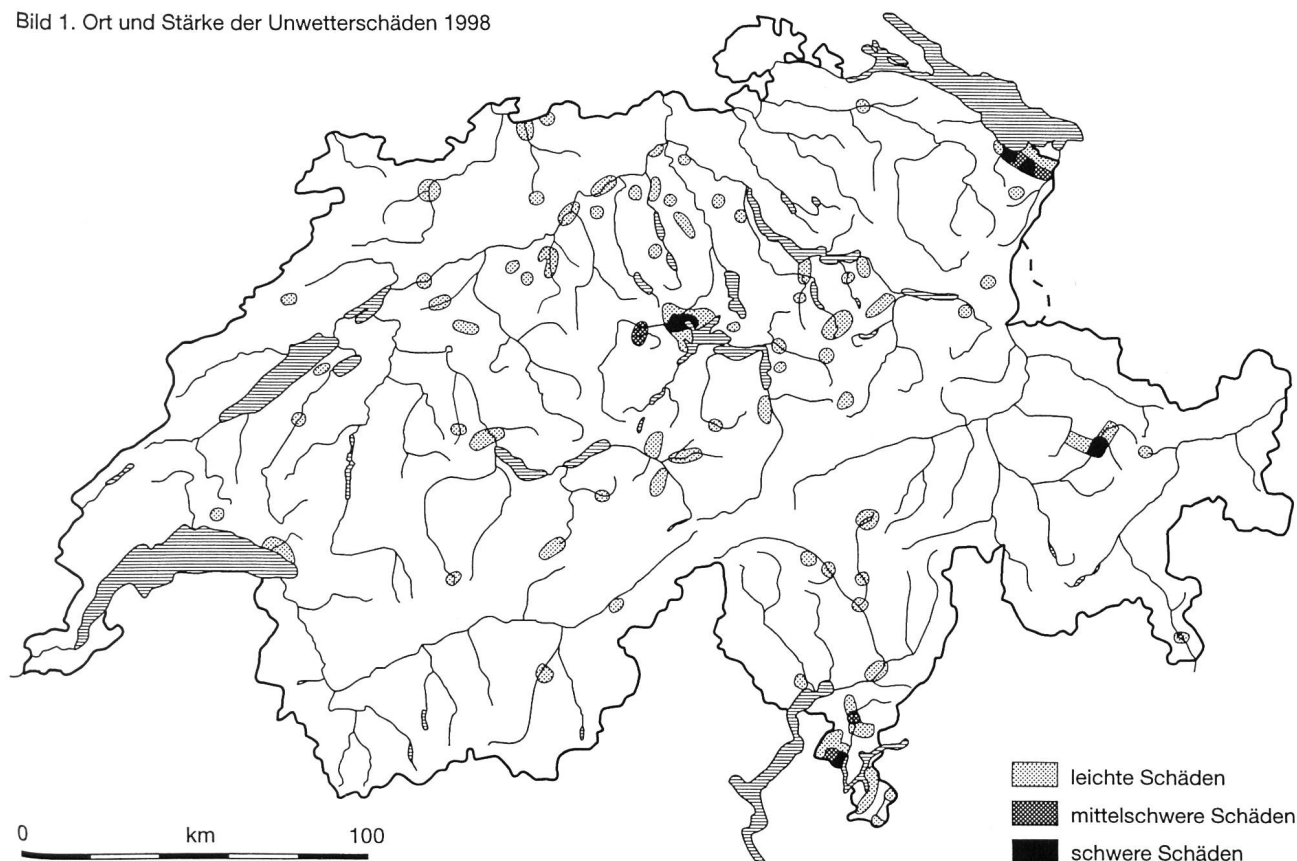 Bild 1. Ort und Stärke der Unwetterschäden 1998
leichte Schäden
mittelschwere Schäden
schwere Schäden
0 km 100